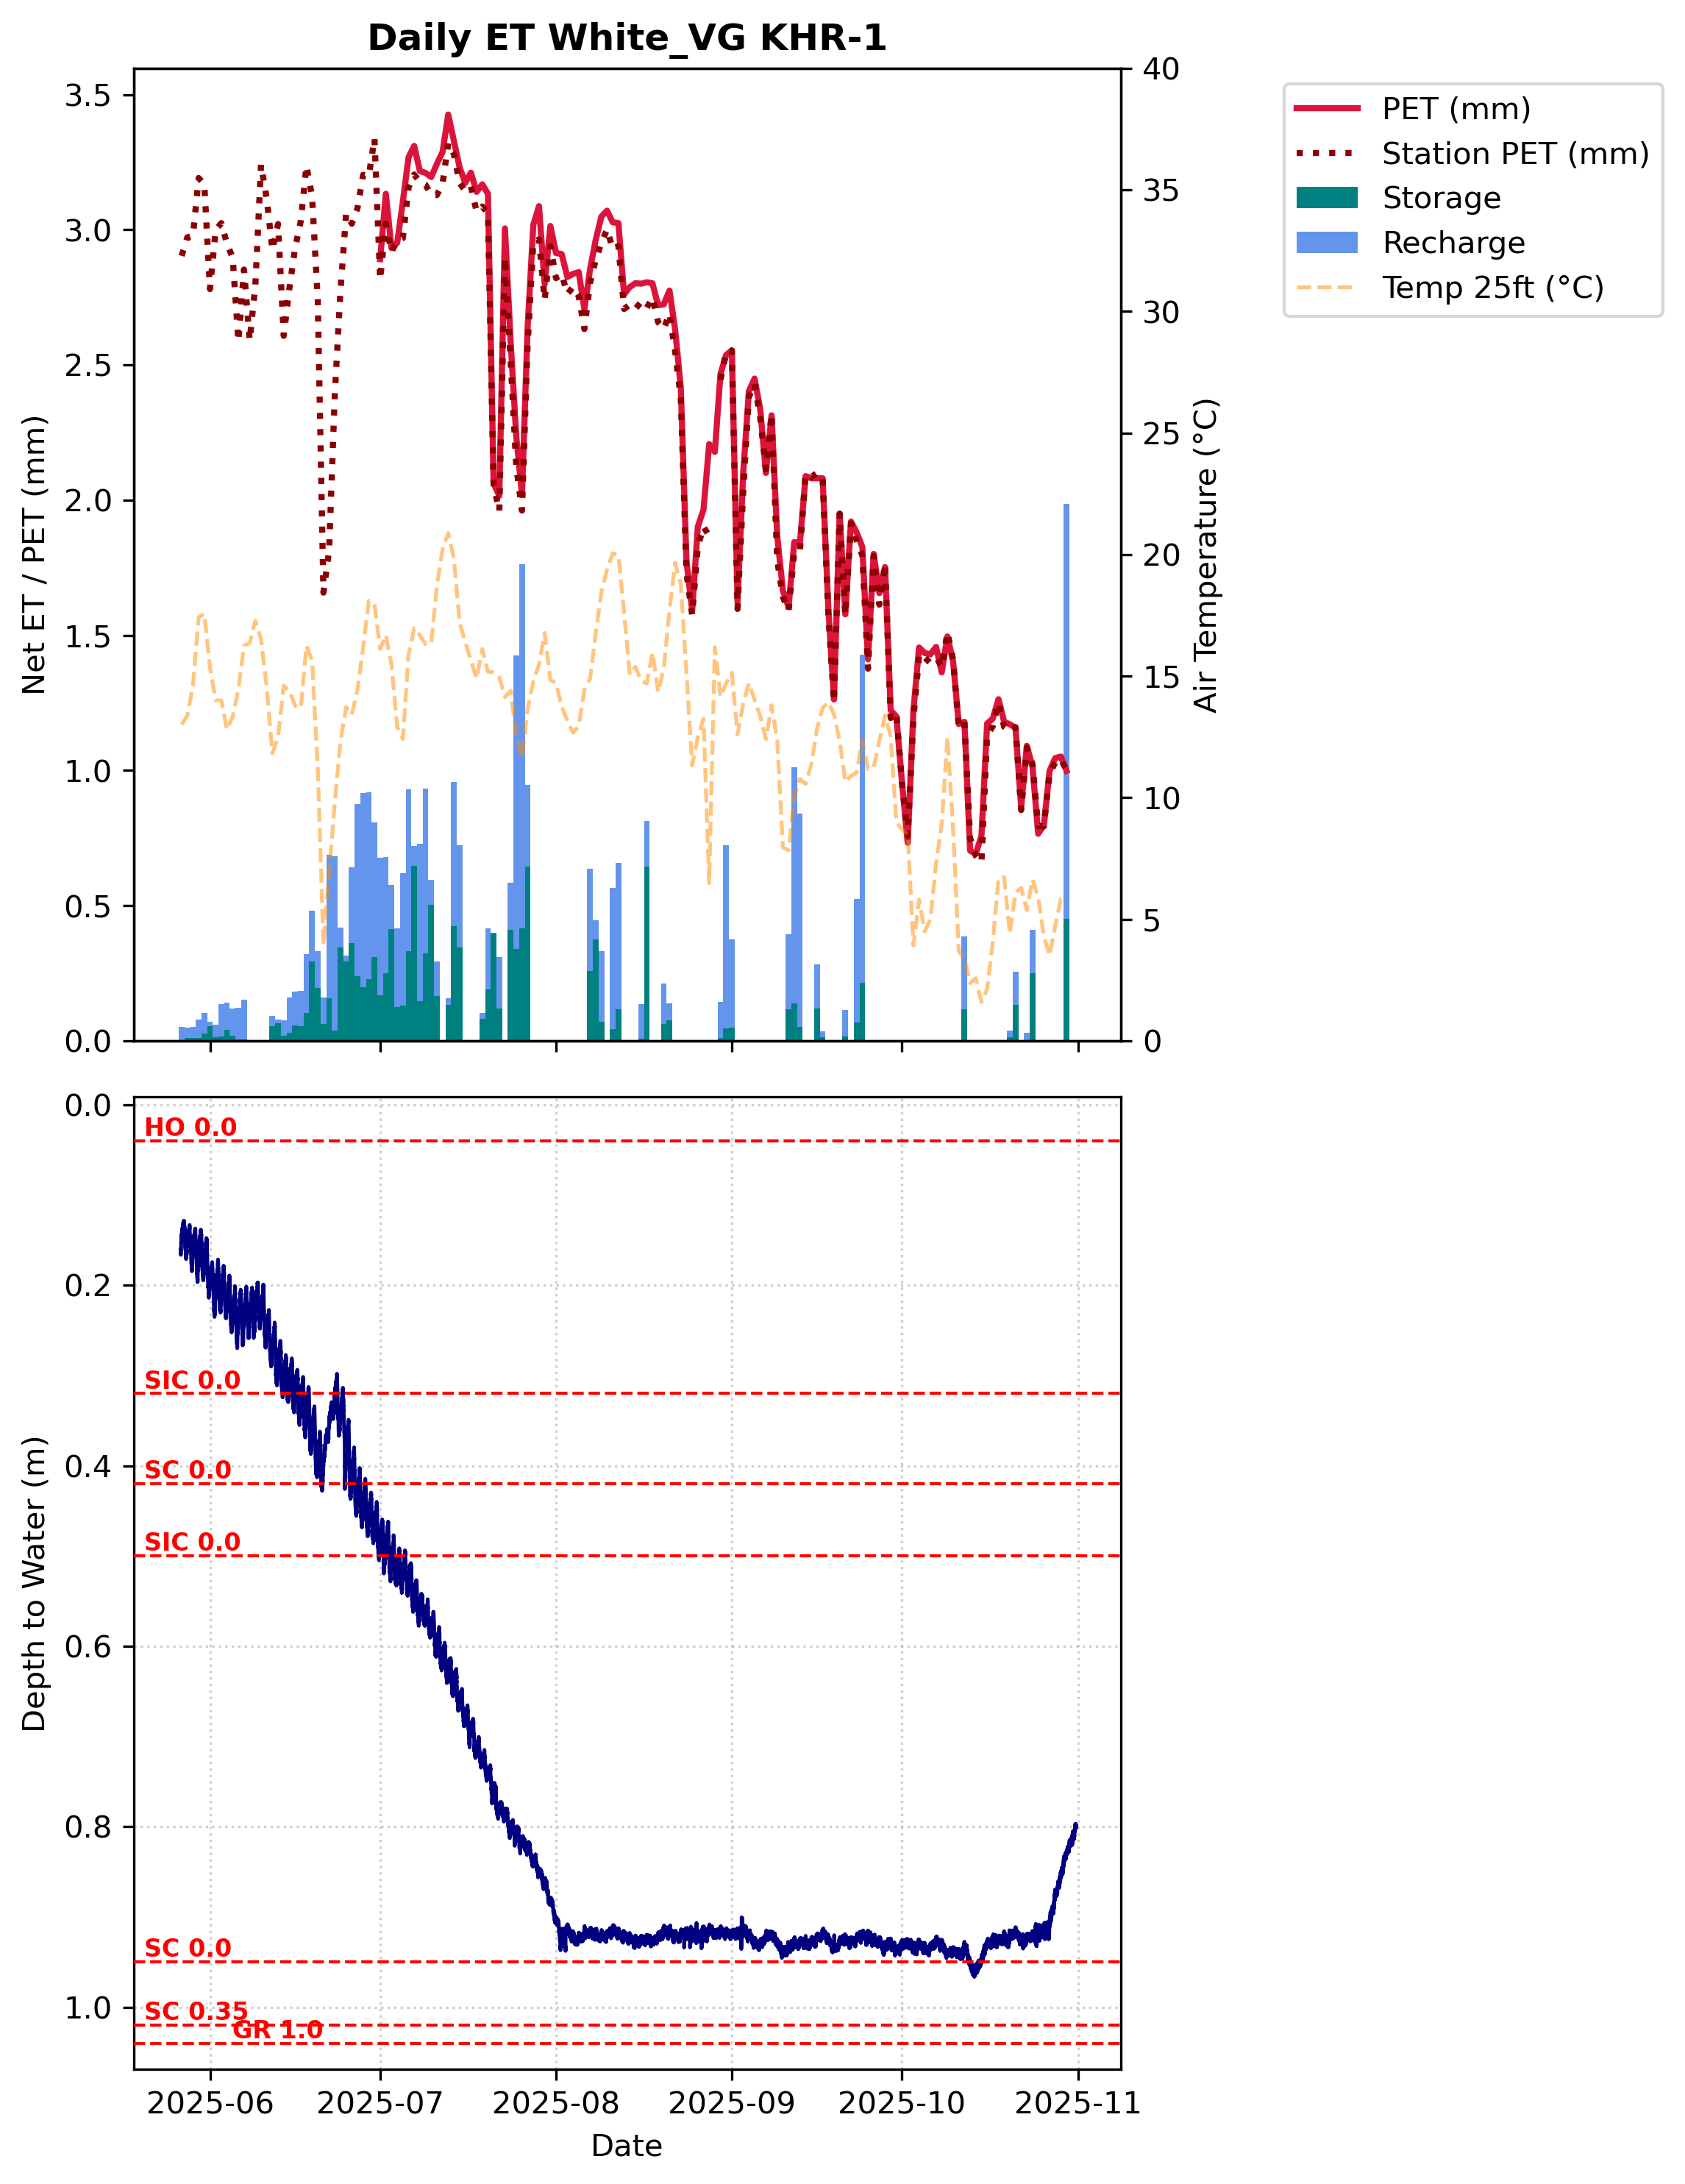 Daily ET White_VG KHR-1
Net ET / PET (mm)
3.5
3.0
2.5
2.0
1.5
1.0
0.5
0.0
Air Temperature (°C)
40
35
30
25
20
15
10
5
0
PET (mm)
Station PET (mm)
Storage
Recharge
Temp 25ft (°C)
Depth to Water (m)
0.0
0.2
0.4
0.6
0.8
1.0
HO 0.0
SIC 0.0
SC 0.0
SIC 0.0
SC 0.0
SC 0.35
GR 1.0
2025-06 2025-07 2025-08 2025-09 2025-10 2025-11
Date